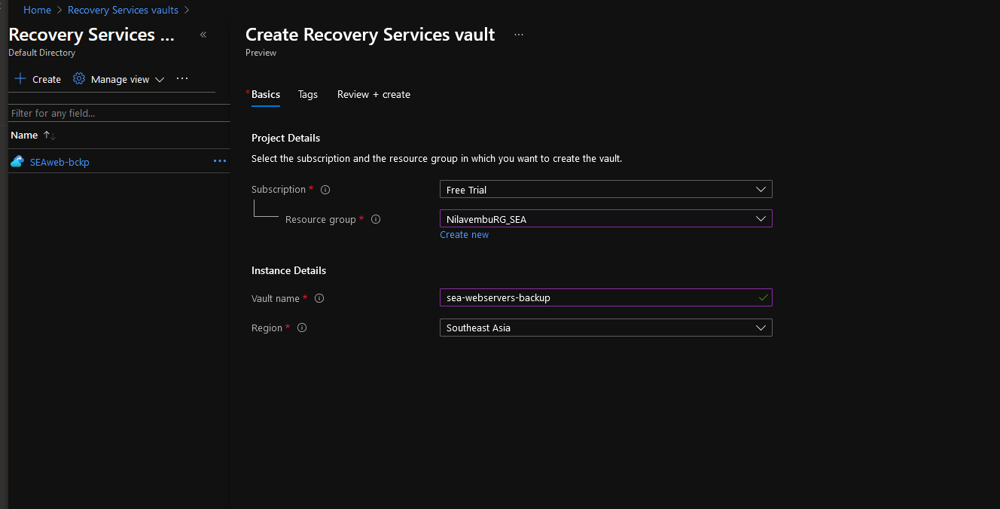 Home > Recovery Services vaults >
Recovery Services ... «
Default Directory
+ Create Manage view ...
Filter for any field...
Name ↑↓
SEAweb-bckp ...
Create Recovery Services vault ...
Preview
* Basics Tags Review + create
Project Details
Select the subscription and the resource group in which you want to create the vault.
Subscription * Free Trial
Resource group * NilavembuRG_SEA
Create new
Instance Details
Vault name * sea-webservers-backup
Region * Southeast Asia